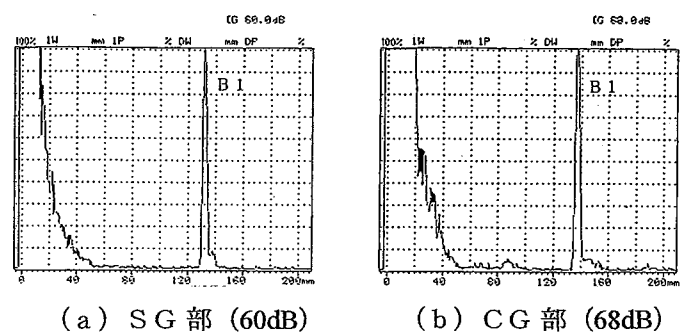 CG 60.0dB
100% 1W mm 1P % DW mm DP %
B1
0 40 80 120 160 200mm
(a) SG部 (60dB)
CG 68.0dB
100% 1W mm 1P % DW mm DP %
B1
0 40 80 120 160 200mm
(b) CG部 (68dB)